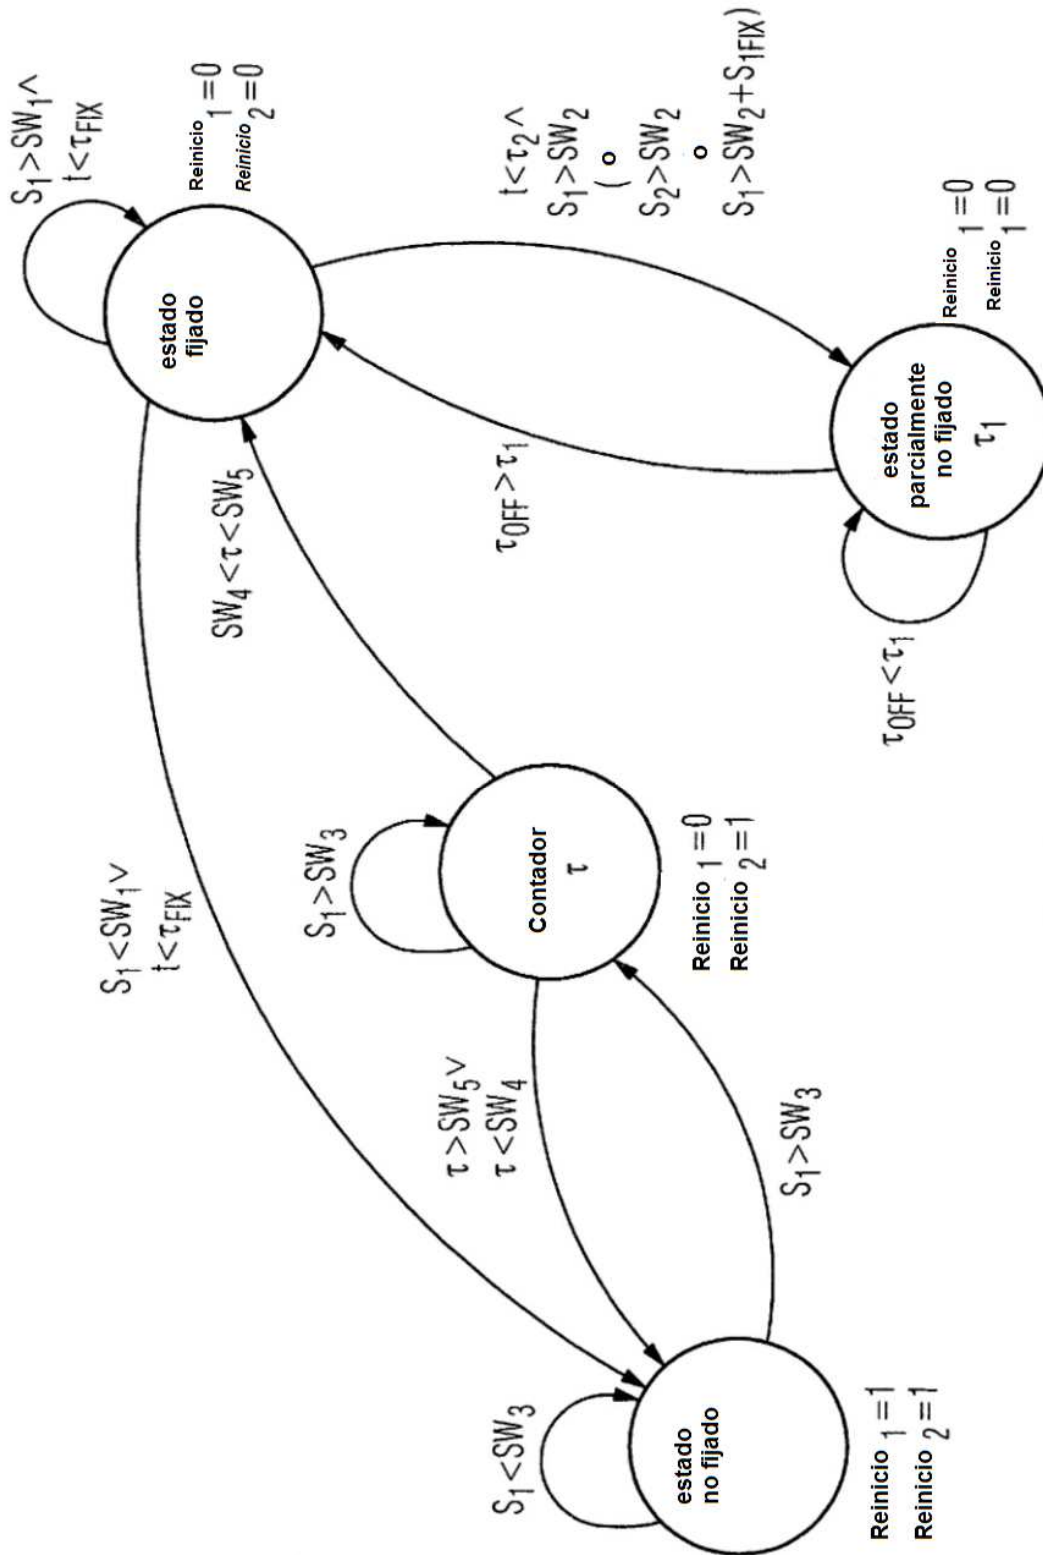 S1<SW3
estado
no fijado
Reinicio 1=1
Reinicio 2=1
S1<SW1∨
t<τFIX
τ>SW5∨
τ<SW4
S1>SW3
S1>SW3
Contador
τ
Reinicio 1=0
Reinicio 2=1
SW4<τ<SW5
S1>SW1∧
t<τFIX
estado
fijado
Reinicio 1=0
Reinicio 2=0
τOFF>τ1
t<τ2∧
S1>SW2
( o
S2>SW2
o
S1>SW2+S1FIX)
τOFF<τ1
estado
parcialmente
no fijado
τ1
Reinicio 1=0
Reinicio 1=0